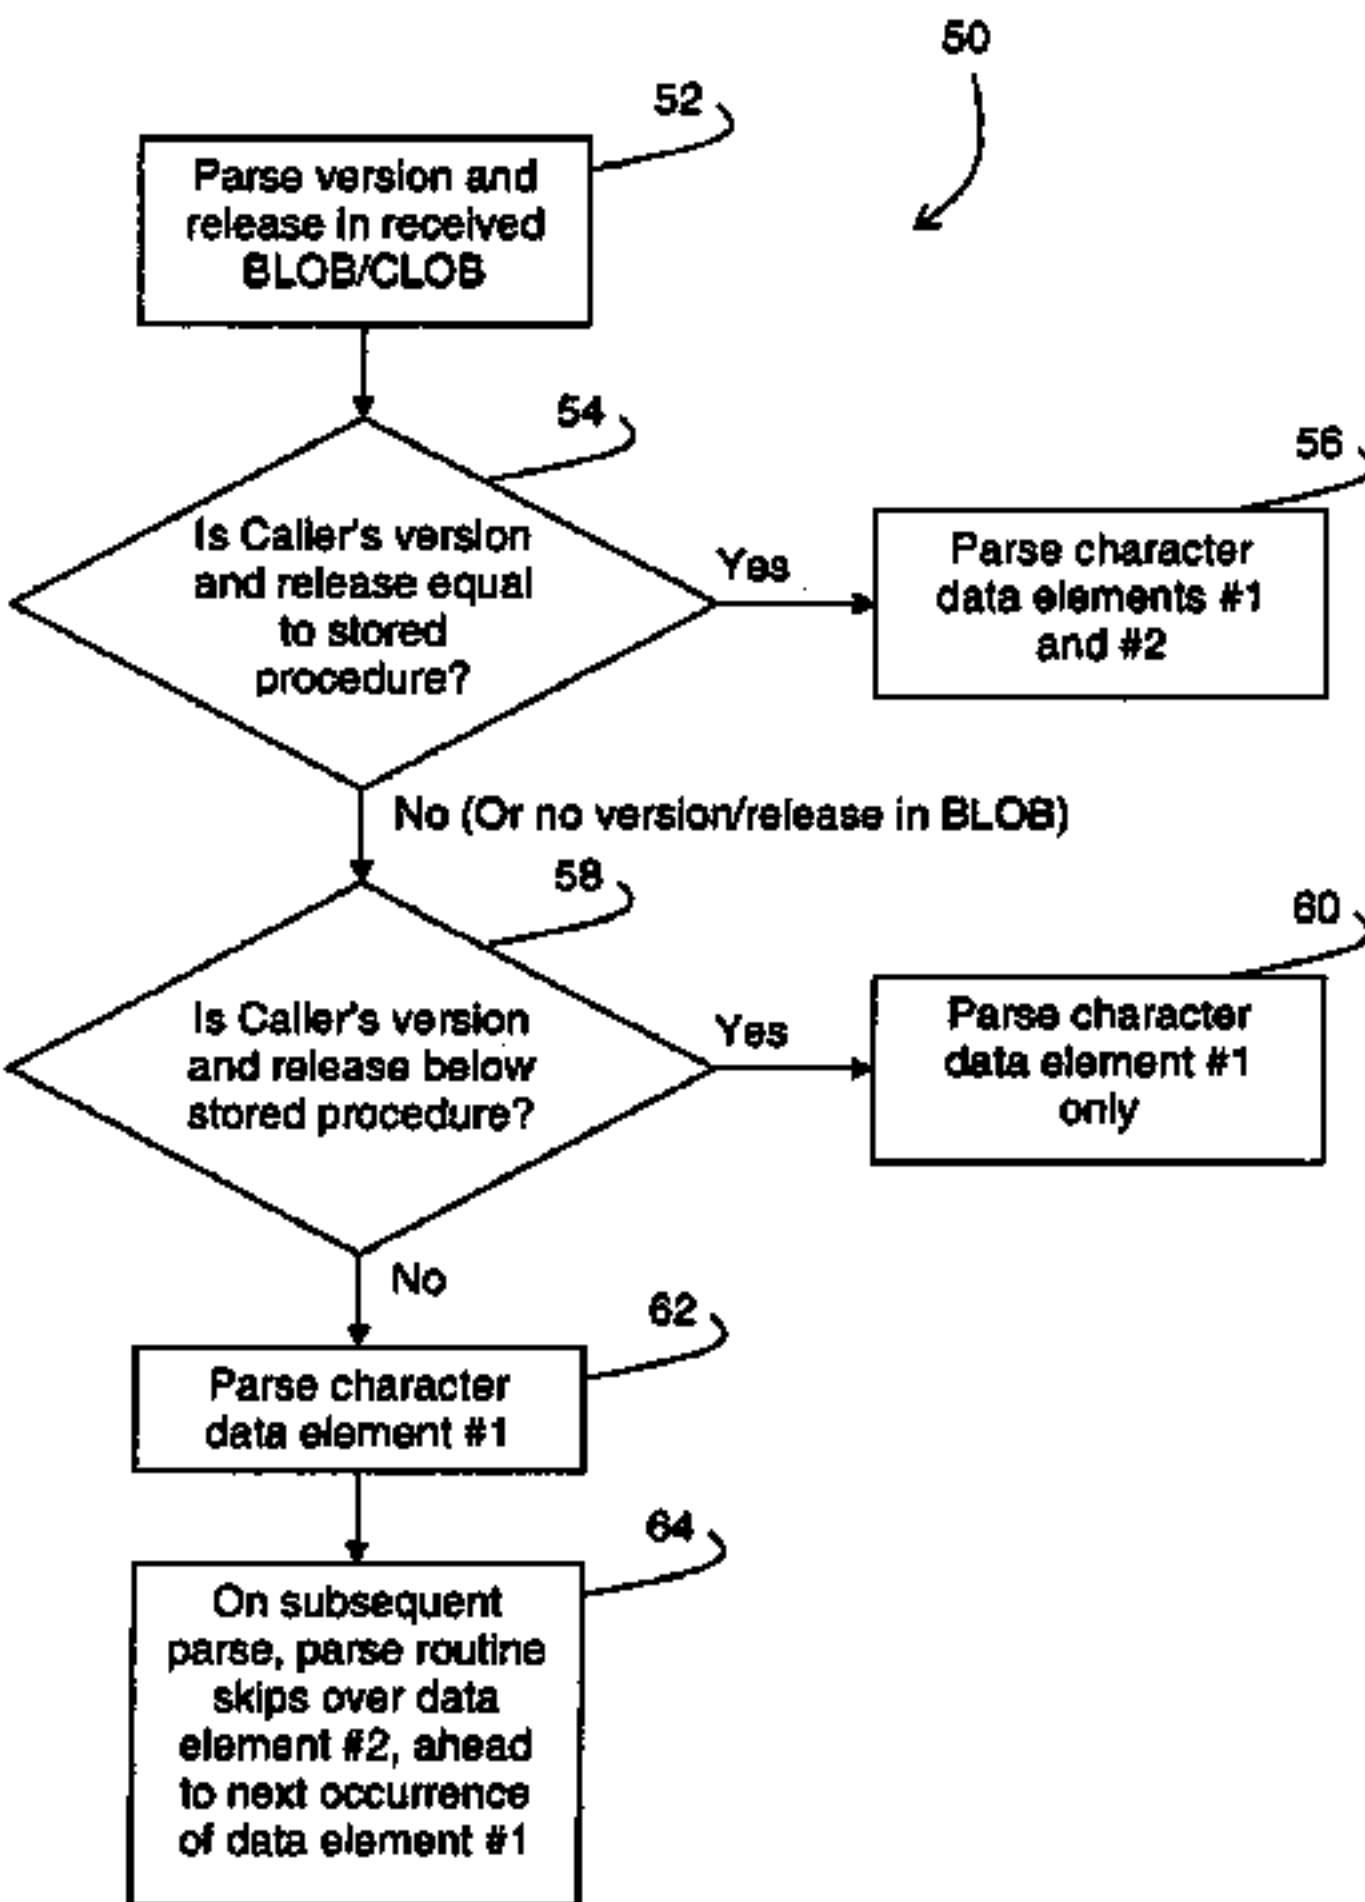 50
52
Parse version and
release in received
BLOB/CLOB
54
Is Caller's version
and release equal
to stored
procedure?
Yes
56
Parse character
data elements #1
and #2
No (Or no version/release in BLOB)
58
Is Caller's version
and release below
stored procedure?
Yes
60
Parse character
data element #1
only
No
62
Parse character
data element #1
64
On subsequent
parse, parse routine
skips over data
element #2, ahead
to next occurrence
of data element #1